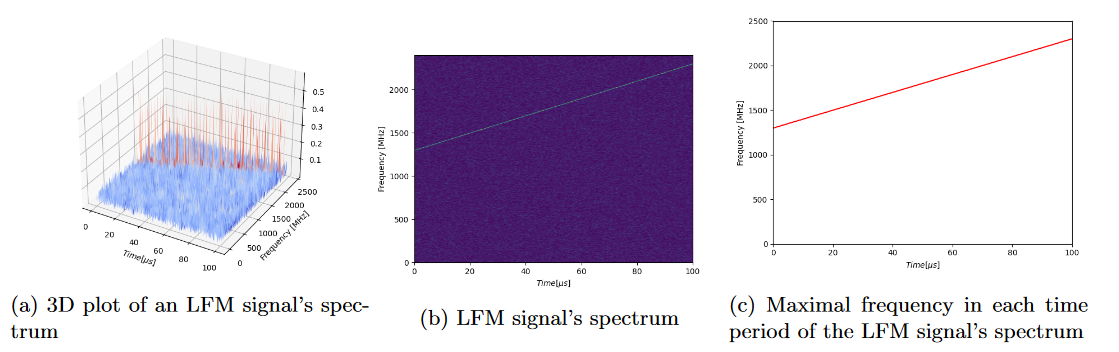 0.5
0.4
0.3
0.2
0.1
0
20
40
60
80
100
Time[μs]
0
500
1000
1500
2000
2500
Frequency [MHz]
(a) 3D plot of an LFM signal's spec-
trum
2000
1500
1000
500
0
Frequency [MHz]
0 20 40 60 80 100
Time[μs]
(b) LFM signal's spectrum
2500
2000
1500
1000
500
0
Frequency [MHz]
0 20 40 60 80 100
Time[μs]
(c) Maximal frequency in each time
period of the LFM signal's spectrum